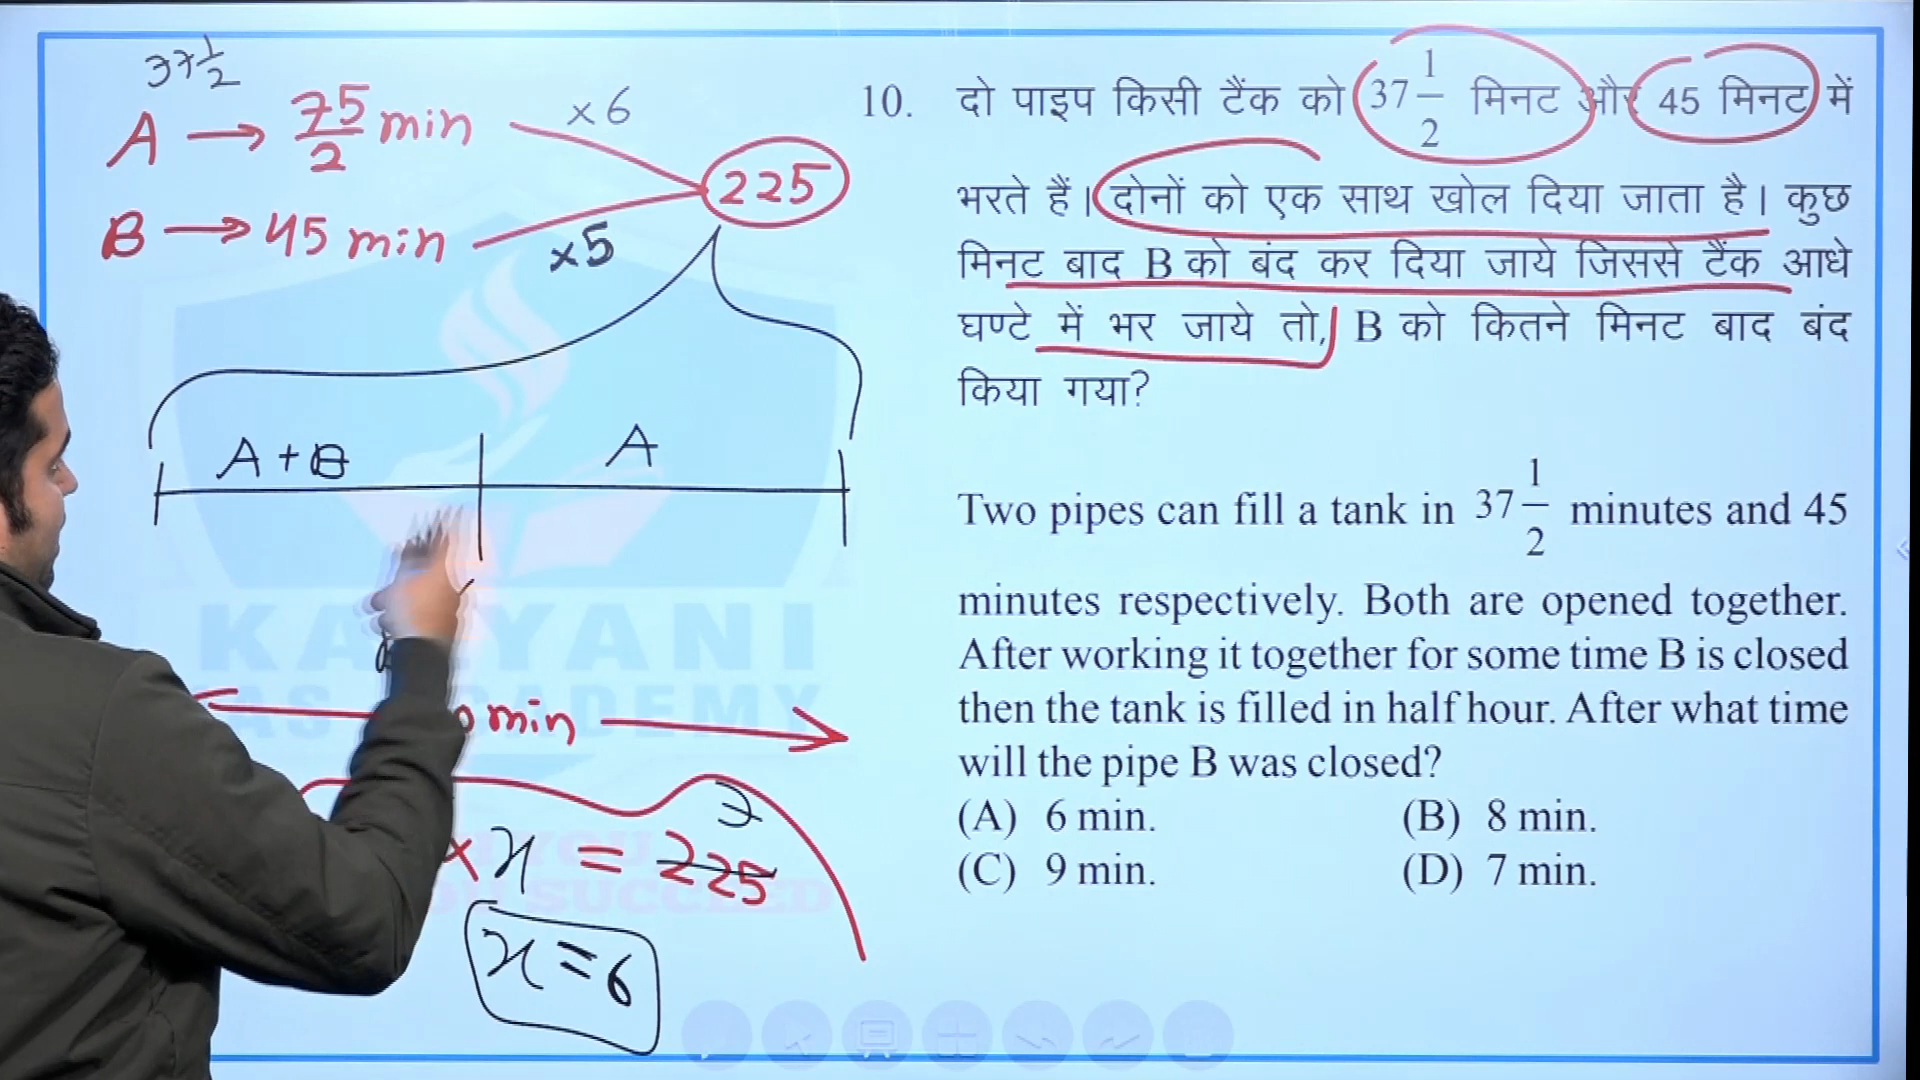 37 1/2
A → 75/2 min ×6
B → 45 min ×5
225
A + B A
min
× x = 225
x = 6
KALYANI
10. दो पाइप किसी टैंक को 37 1/2 मिनट और 45 मिनट में
भरते हैं। दोनों को एक साथ खोल दिया जाता है। कुछ
मिनट बाद B को बंद कर दिया जाये जिससे टैंक आधे
घण्टे में भर जाये तो, B को कितने मिनट बाद बंद
किया गया?
Two pipes can fill a tank in 37 1/2 minutes and 45
minutes respectively. Both are opened together.
After working it together for some time B is closed
then the tank is filled in half hour. After what time
will the pipe B was closed?
(A) 6 min. (B) 8 min.
(C) 9 min. (D) 7 min.